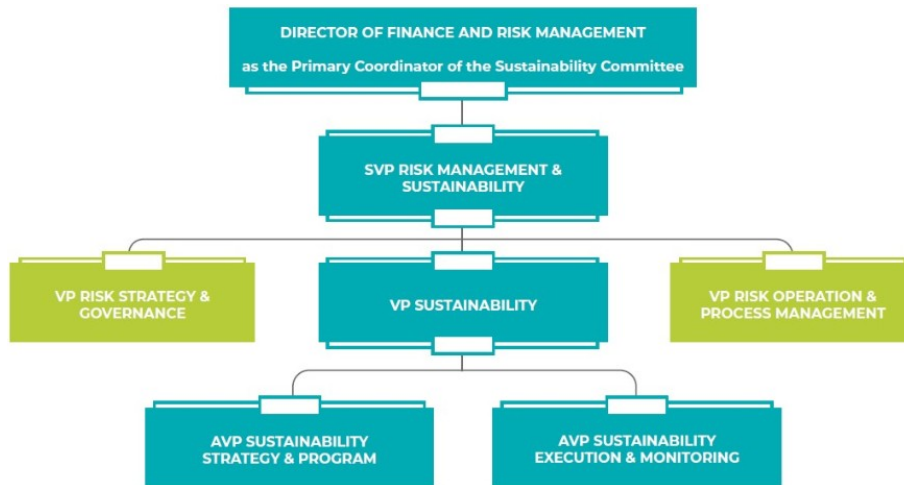 DIRECTOR OF FINANCE AND RISK MANAGEMENT
as the Primary Coordinator of the Sustainability Committee
SVP RISK MANAGEMENT &
SUSTAINABILITY
VP RISK STRATEGY &
GOVERNANCE
VP SUSTAINABILITY
VP RISK OPERATION &
PROCESS MANAGEMENT
AVP SUSTAINABILITY
STRATEGY & PROGRAM
AVP SUSTAINABILITY
EXECUTION & MONITORING